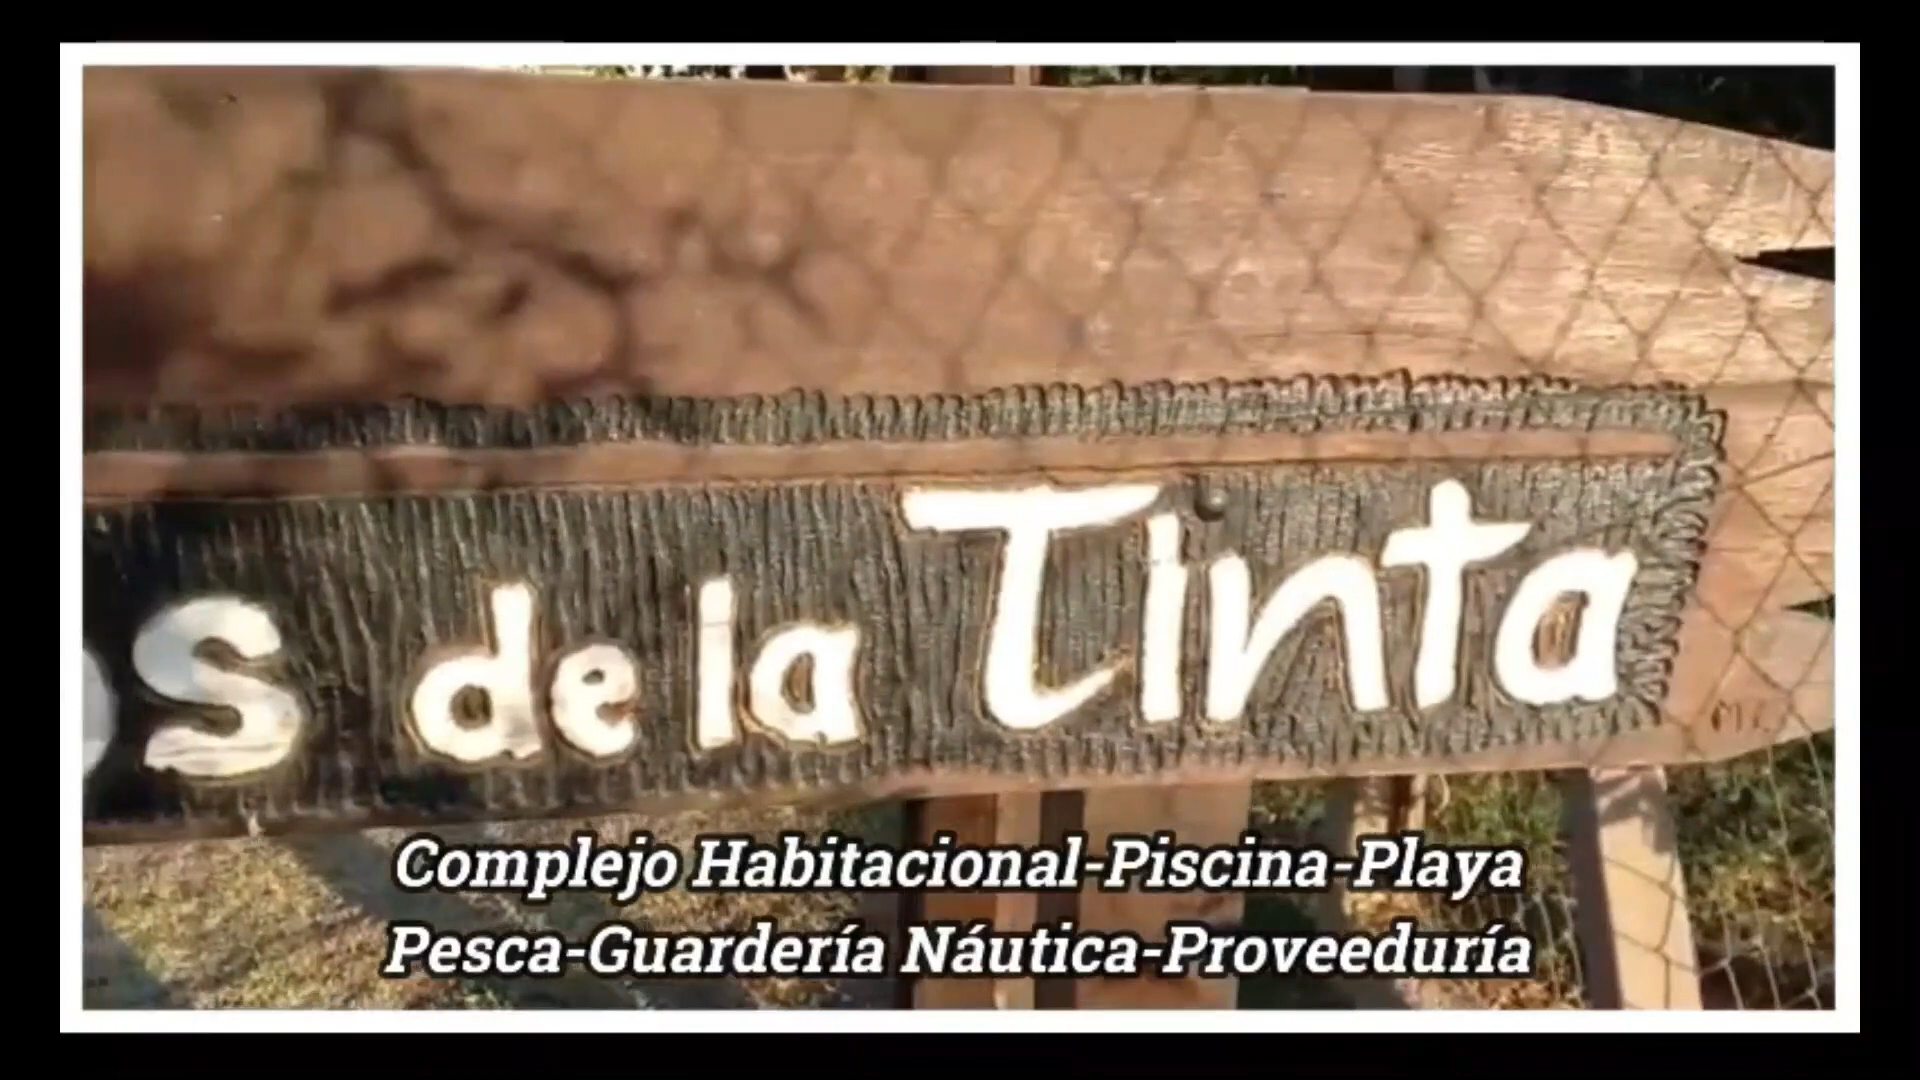 os de la Tinta
M.C.
Complejo Habitacional-Piscina-Playa
Pesca-Guardería Náutica-Proveeduría